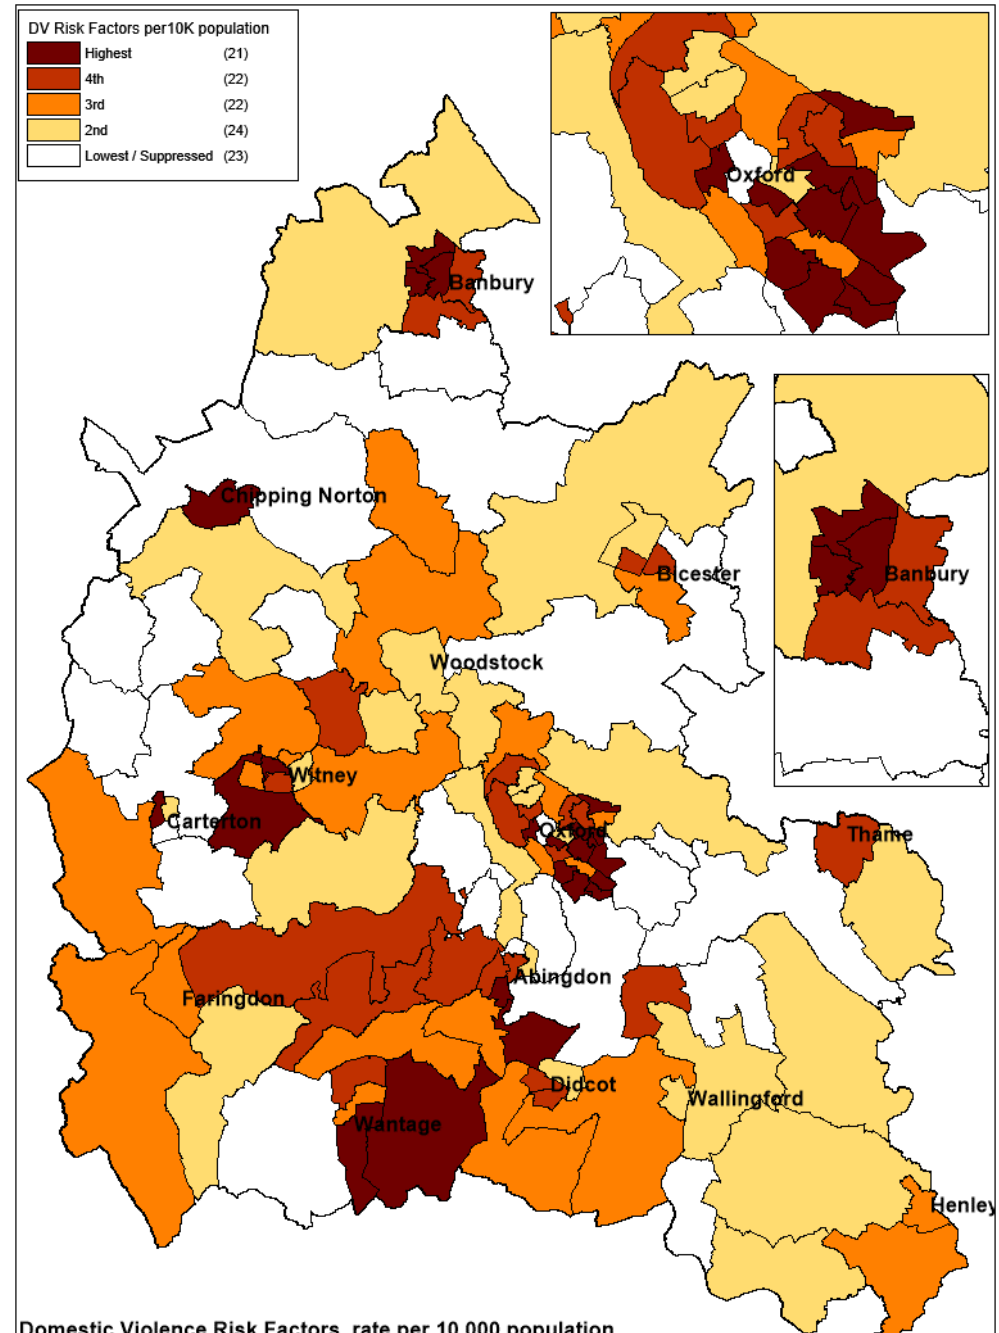 DV Risk Factors per10K population
Highest (21)
4th (22)
3rd (22)
2nd (24)
Lowest / Suppressed (23)
Oxford
Banbury
Banbury
Chipping Norton
Bicester
Woodstock
Witney
Carterton
Oxford
Thame
Abingdon
Faringdon
Didcot
Wallingford
Wantage
Henley
Domestic Violence Risk Factors, rate per 10,000 population